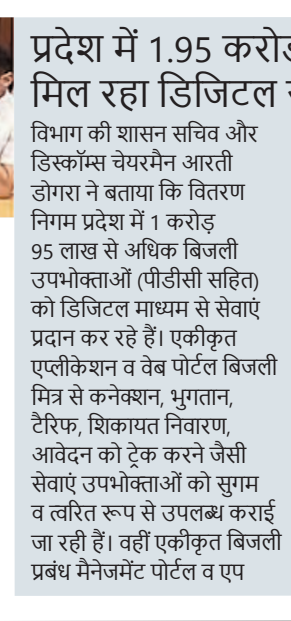 प्रदेश में 1.95 करोड़
मिल रहा डिजिटल
विभाग की शासन सचिव और
डिस्कॉम्स चेयरमैन आरती
डोगरा ने बताया कि वितरण
निगम प्रदेश में 1 करोड़
95 लाख से अधिक बिजली
उपभोक्ताओं (पीडीसी सहित)
को डिजिटल माध्यम से सेवाएं
प्रदान कर रहे हैं। एकीकृत
एप्लीकेशन व वेब पोर्टल बिजली
मित्र से कनेक्शन, भुगतान,
टैरिफ, शिकायत निवारण,
आवेदन को ट्रेक करने जैसी
सेवाएं उपभोक्ताओं को सुगम
व त्वरित रूप से उपलब्ध कराई
जा रही हैं। वहीं एकीकृत बिजली
प्रबंध मैनेजमेंट पोर्टल व एप